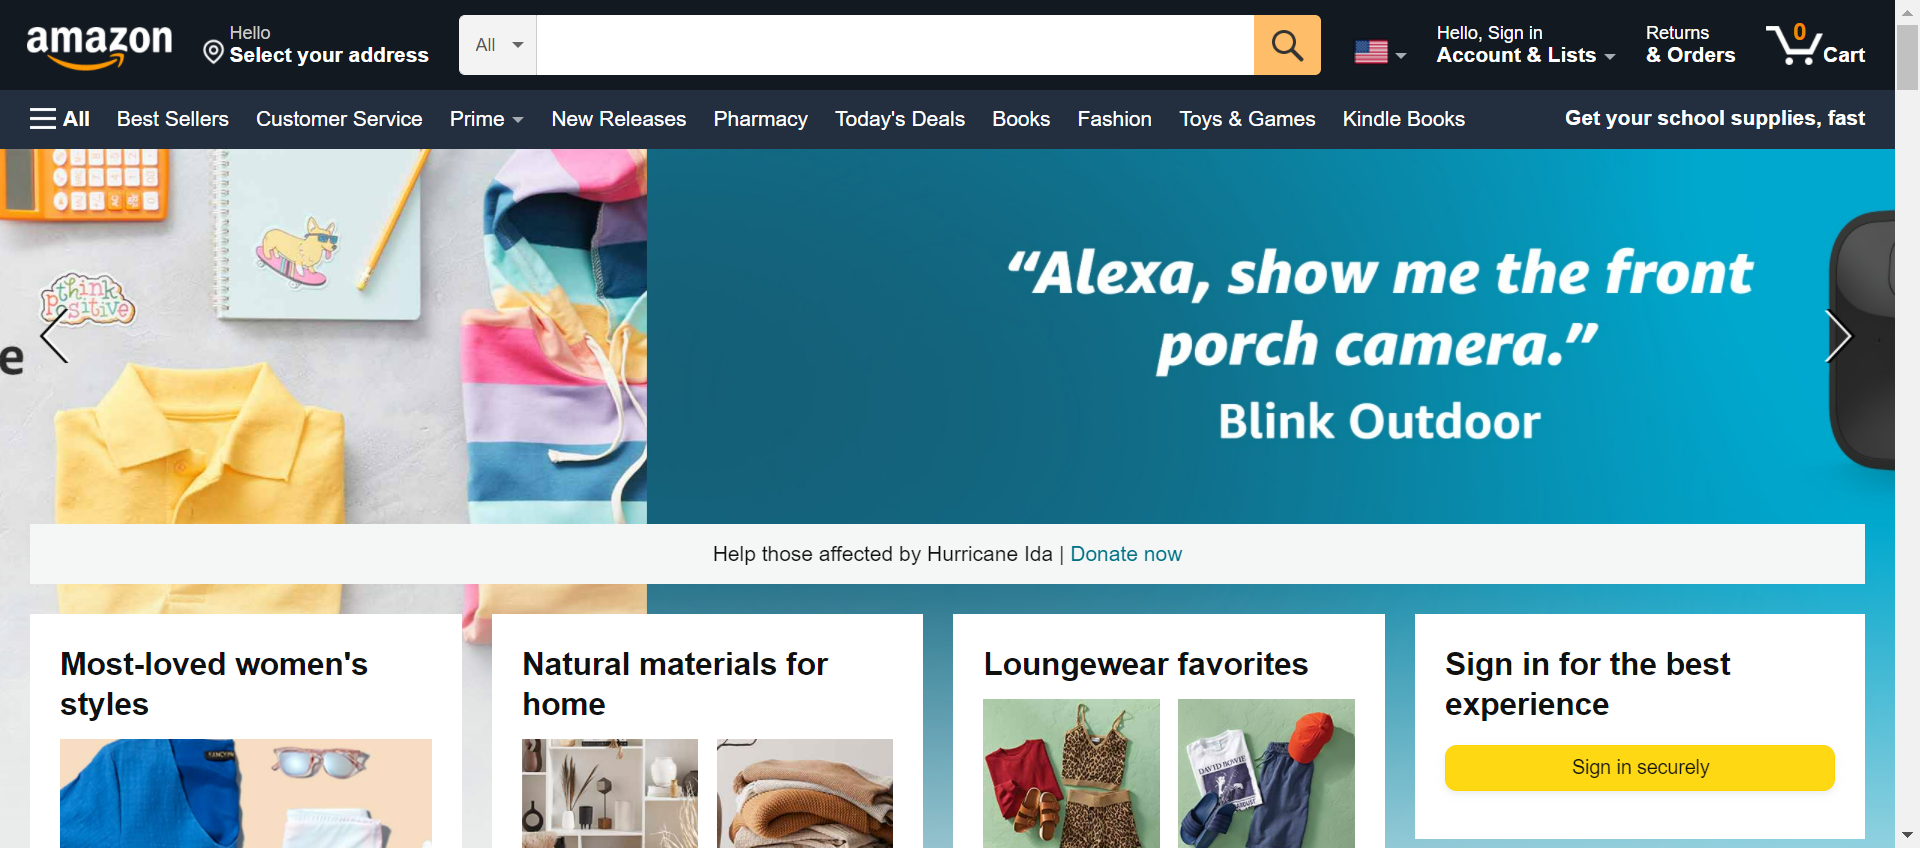 amazon
Hello
Select your address
All
Hello, Sign in
Account & Lists
Returns
& Orders
0
Cart
All
Best Sellers
Customer Service
Prime
New Releases
Pharmacy
Today's Deals
Books
Fashion
Toys & Games
Kindle Books
Get your school supplies, fast
think
positive
e
“Alexa, show me the front
porch camera.”
Blink Outdoor
Help those affected by Hurricane Ida | Donate now
Most-loved women's
styles
Natural materials for
home
Loungewear favorites
DAVID BOWIE
Sign in for the best
experience
Sign in securely